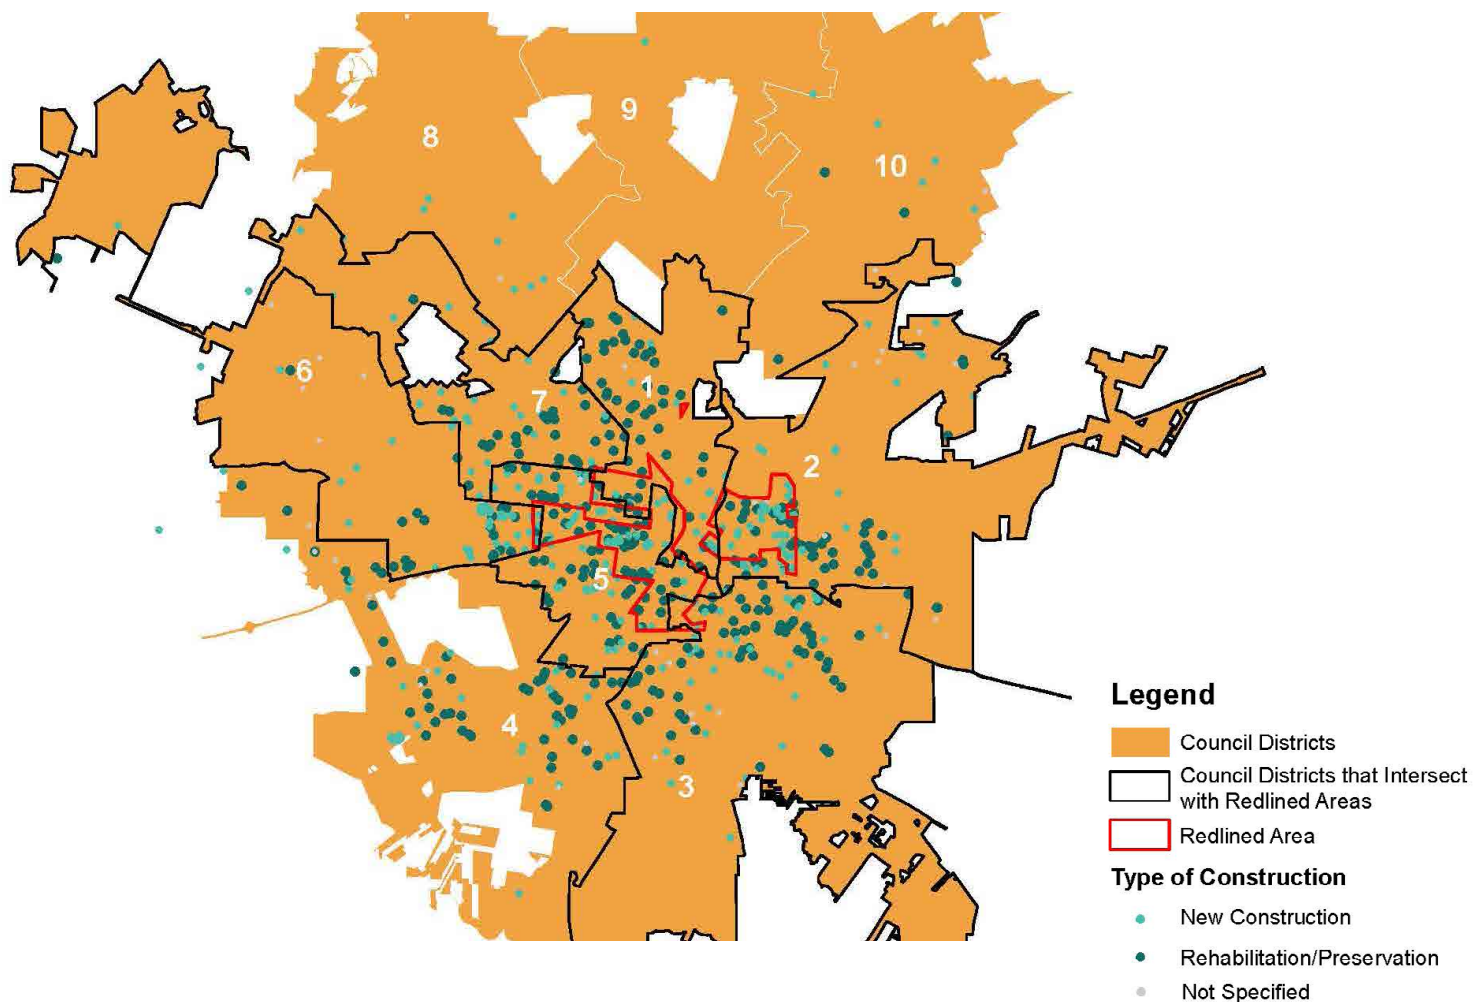 9
8
10
6
1
7
2
5
4
3
Legend
Council Districts
Council Districts that Intersect
with Redlined Areas
Redlined Area
Type of Construction
New Construction
Rehabilitation/Preservation
Not Specified